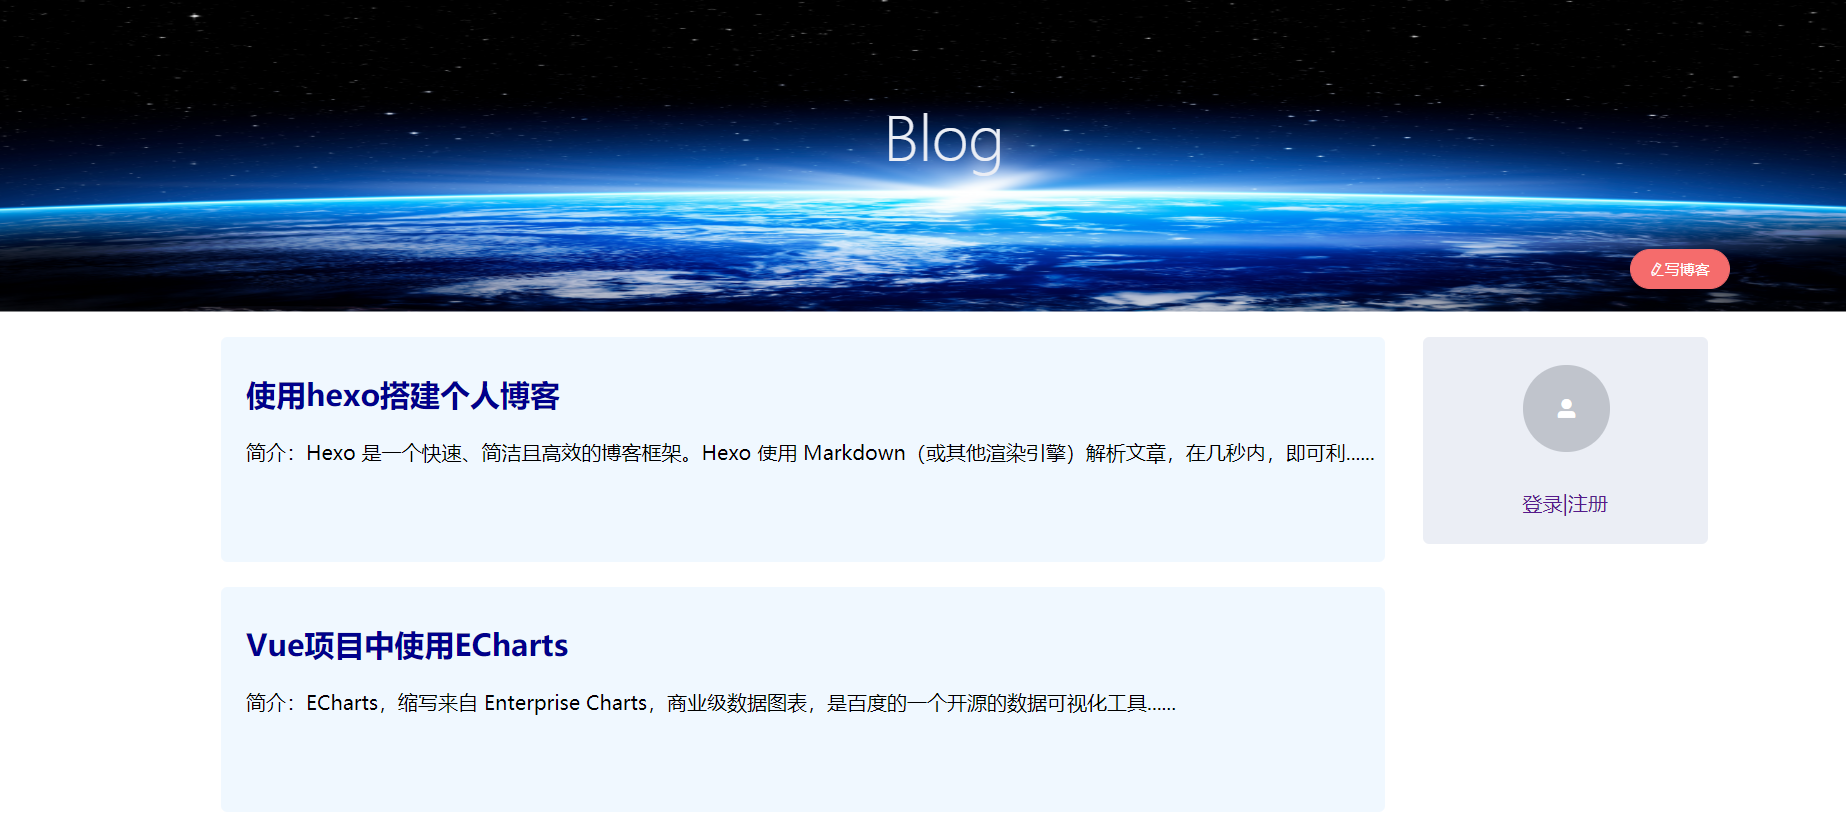 Blog
写博客
使用hexo搭建个人博客
简介：Hexo 是一个快速、简洁且高效的博客框架。Hexo 使用 Markdown（或其他渲染引擎）解析文章，在几秒内，即可利......
登录|注册
Vue项目中使用ECharts
简介：ECharts，缩写来自 Enterprise Charts，商业级数据图表，是百度的一个开源的数据可视化工具......